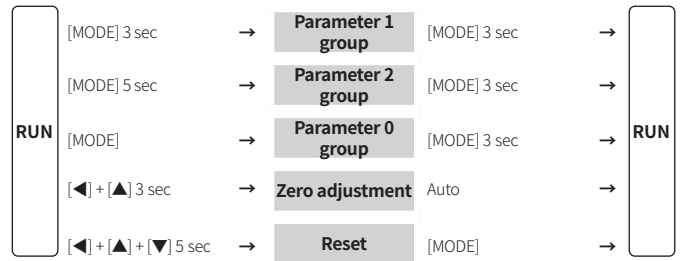 [MODE] 3 sec → Parameter 1 group [MODE] 3 sec →
[MODE] 5 sec → Parameter 2 group [MODE] 3 sec →
RUN [MODE] → Parameter 0 group [MODE] 3 sec → RUN
[◀] + [▲] 3 sec → Zero adjustment Auto →
[◀] + [▲] + [▼] 5 sec → Reset [MODE] →